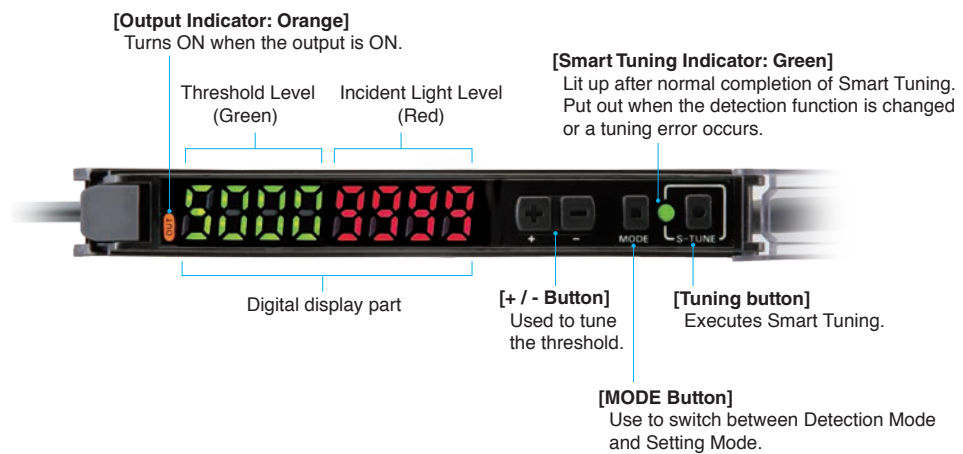 [Output Indicator: Orange]
Turns ON when the output is ON.
[Smart Tuning Indicator: Green]
Lit up after normal completion of Smart Tuning.
Put out when the detection function is changed
or a tuning error occurs.
Threshold Level
(Green)
Incident Light Level
(Red)
OUT
5000 9999
+
-
MODE
S-TUNE
Digital display part
[+ / - Button]
Used to tune
the threshold.
[Tuning button]
Executes Smart Tuning.
[MODE Button]
Use to switch between Detection Mode
and Setting Mode.